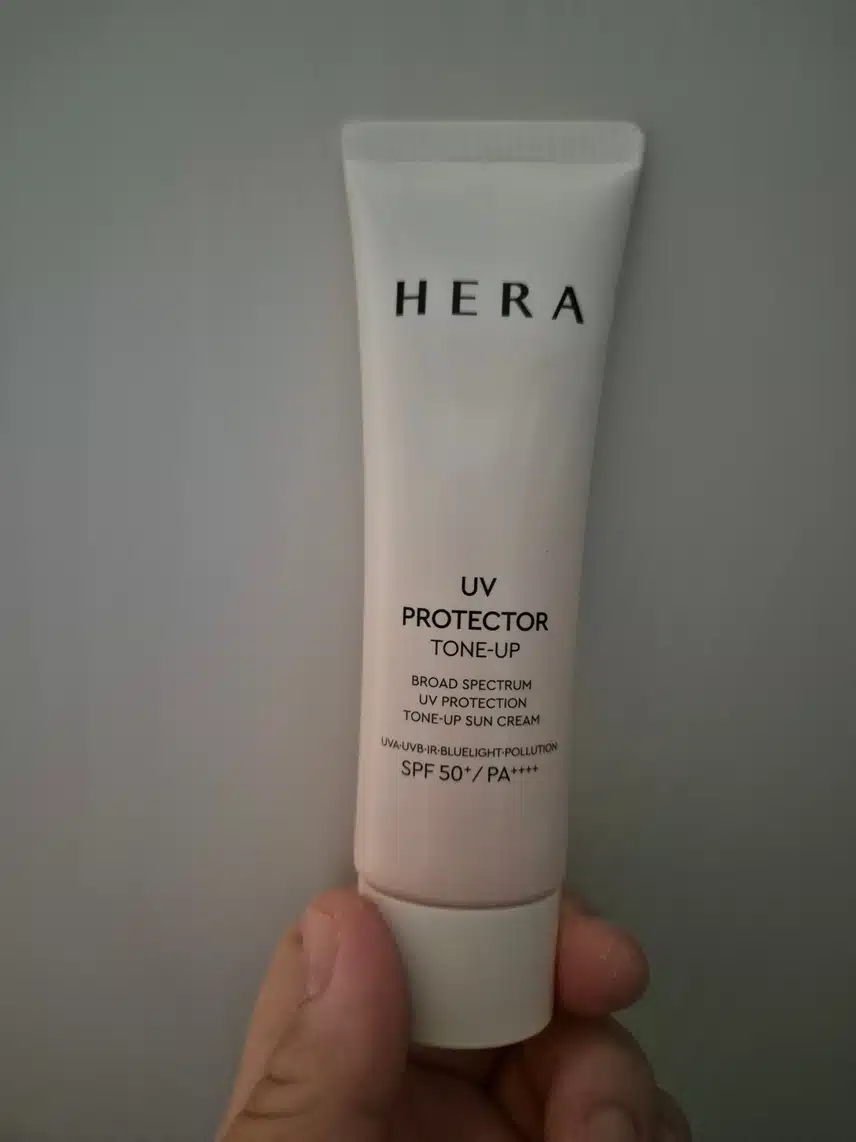 HERA
UV
PROTECTOR
TONE-UP
BROAD SPECTRUM
UV PROTECTION
TONE-UP SUN CREAM
UVA·UVB·IR·BLUELIGHT·POLLUTION
SPF 50⁺/ PA⁺⁺⁺⁺